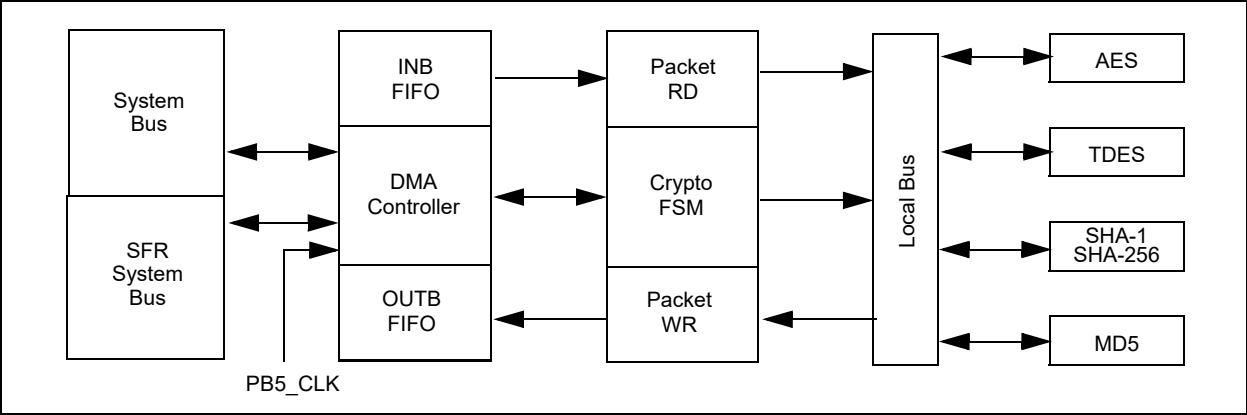 System
Bus
SFR
System
Bus
INB
FIFO
DMA
Controller
OUTB
FIFO
PB5_CLK
Packet
RD
Crypto
FSM
Packet
WR
Local Bus
AES
TDES
SHA-1
SHA-256
MD5